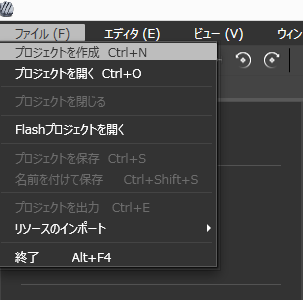 ファイル (F) エディタ (E) ビュー (V) ウィン
プロジェクトを作成 Ctrl+N
プロジェクトを開く Ctrl+O
プロジェクトを閉じる
Flashプロジェクトを開く
プロジェクトを保存 Ctrl+S
名前を付けて保存 Ctrl+Shift+S
プロジェクトを出力 Ctrl+E
リソースのインポート
終了 Alt+F4